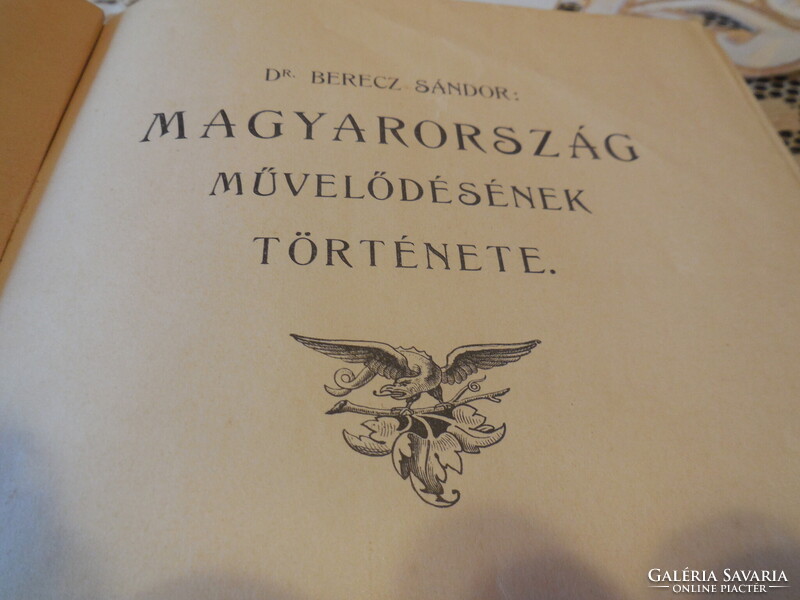 DR. BERECZ SÁNDOR:
MAGYARORSZÁG
MŰVELŐDÉSÉNEK
TÖRTÉNETE.
GALÉRIA SAVARIA
ONLINE PIACTÉR